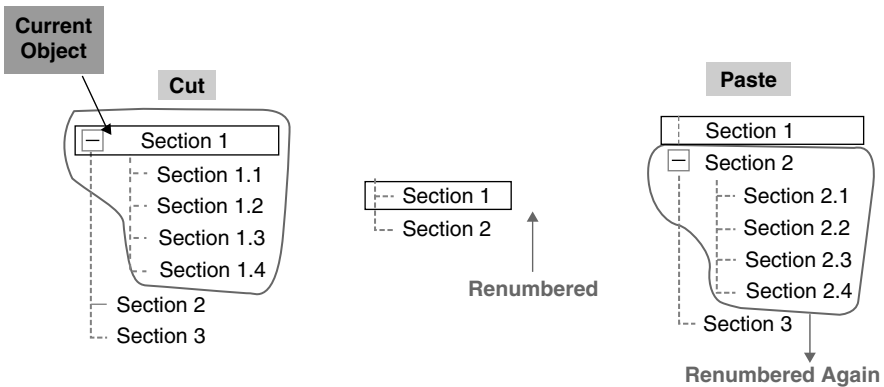 Current
Object
Cut
Section 1
Section 1.1
Section 1.2
Section 1.3
Section 1.4
Section 2
Section 3
Section 1
Section 2
Renumbered
Paste
Section 1
Section 2
Section 2.1
Section 2.2
Section 2.3
Section 2.4
Section 3
Renumbered Again